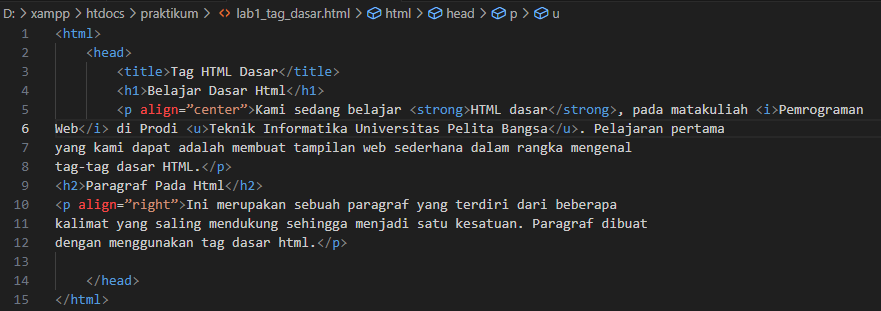 D: > xampp > htdocs > praktikum > <> lab1_tag_dasar.html > html > head > p > u
1 <html>
2 <head>
3 <title>Tag HTML Dasar</title>
4 <h1>Belajar Dasar Html</h1>
5 <p align=”center”>Kami sedang belajar <strong>HTML dasar</strong>, pada matakuliah <i>Pemrograman
6 Web</i> di Prodi <u>Teknik Informatika Universitas Pelita Bangsa</u>. Pelajaran pertama
7 yang kami dapat adalah membuat tampilan web sederhana dalam rangka mengenal
8 tag-tag dasar HTML.</p>
9 <h2>Paragraf Pada Html</h2>
10 <p align=”right”>Ini merupakan sebuah paragraf yang terdiri dari beberapa
11 kalimat yang saling mendukung sehingga menjadi satu kesatuan. Paragraf dibuat
12 dengan menggunakan tag dasar html.</p>
13
14 </head>
15 </html>